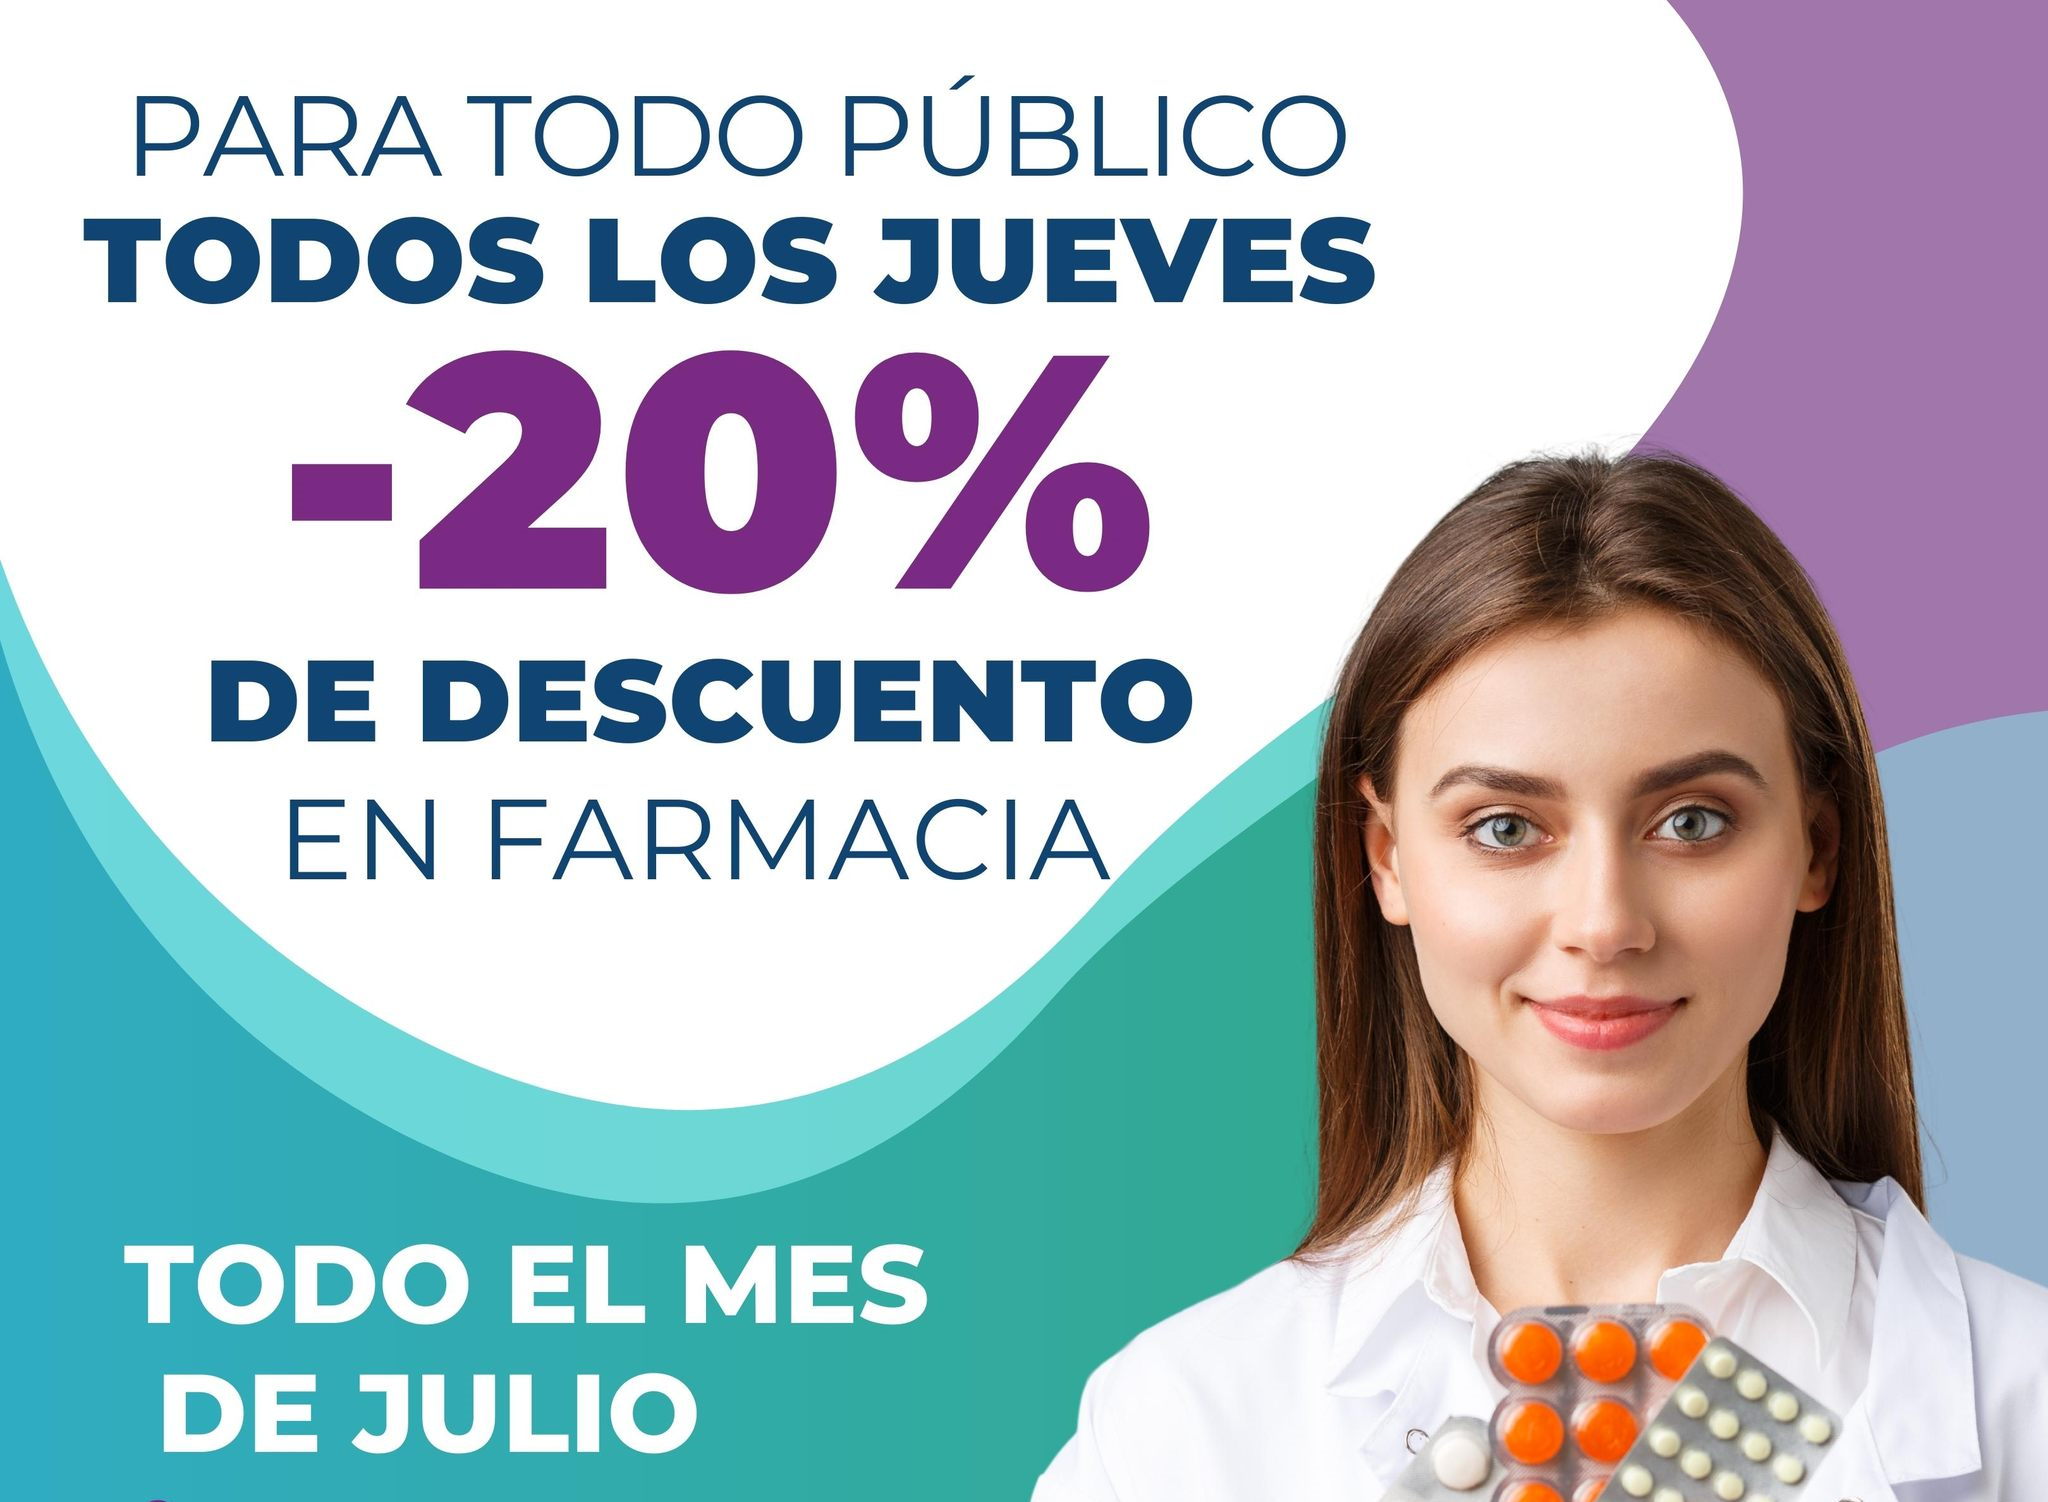 PARA TODO PÚBLICO
TODOS LOS JUEVES
-20%
DE DESCUENTO
EN FARMACIA
TODO EL MES
DE JULIO